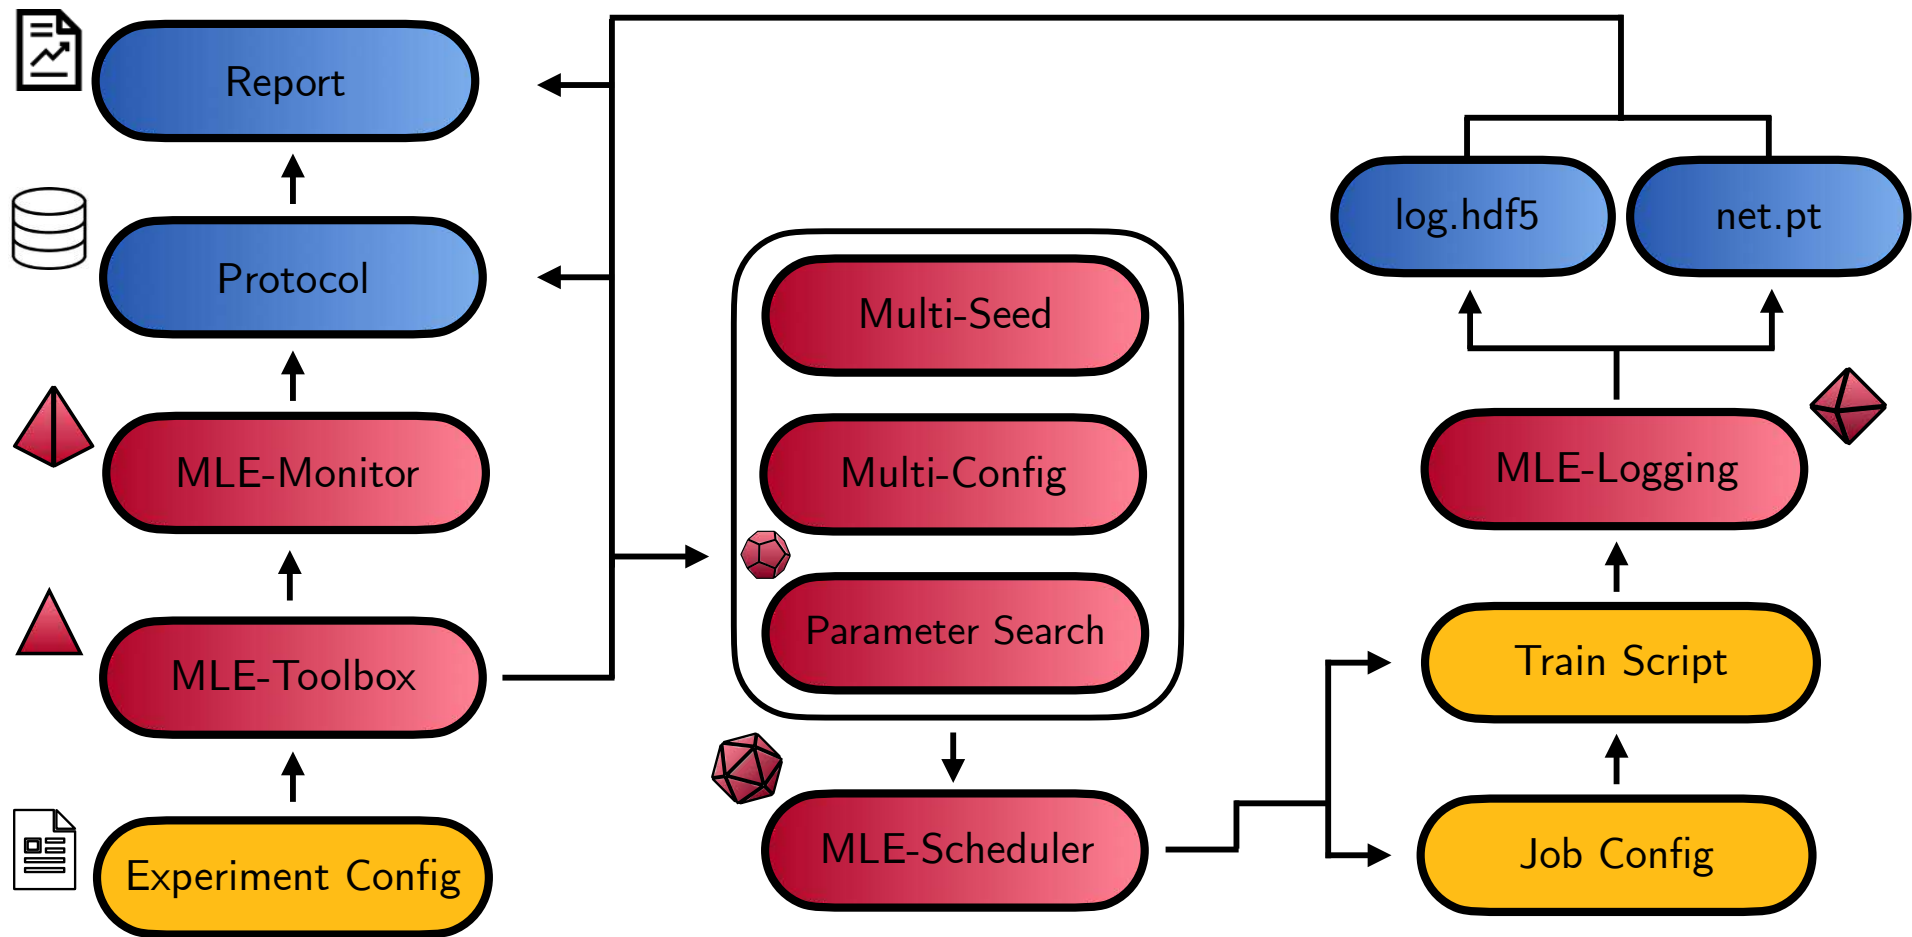 Report
Protocol
MLE-Monitor
MLE-Toolbox
Experiment Config
Multi-Seed
Multi-Config
Parameter Search
MLE-Scheduler
log.hdf5
net.pt
MLE-Logging
Train Script
Job Config